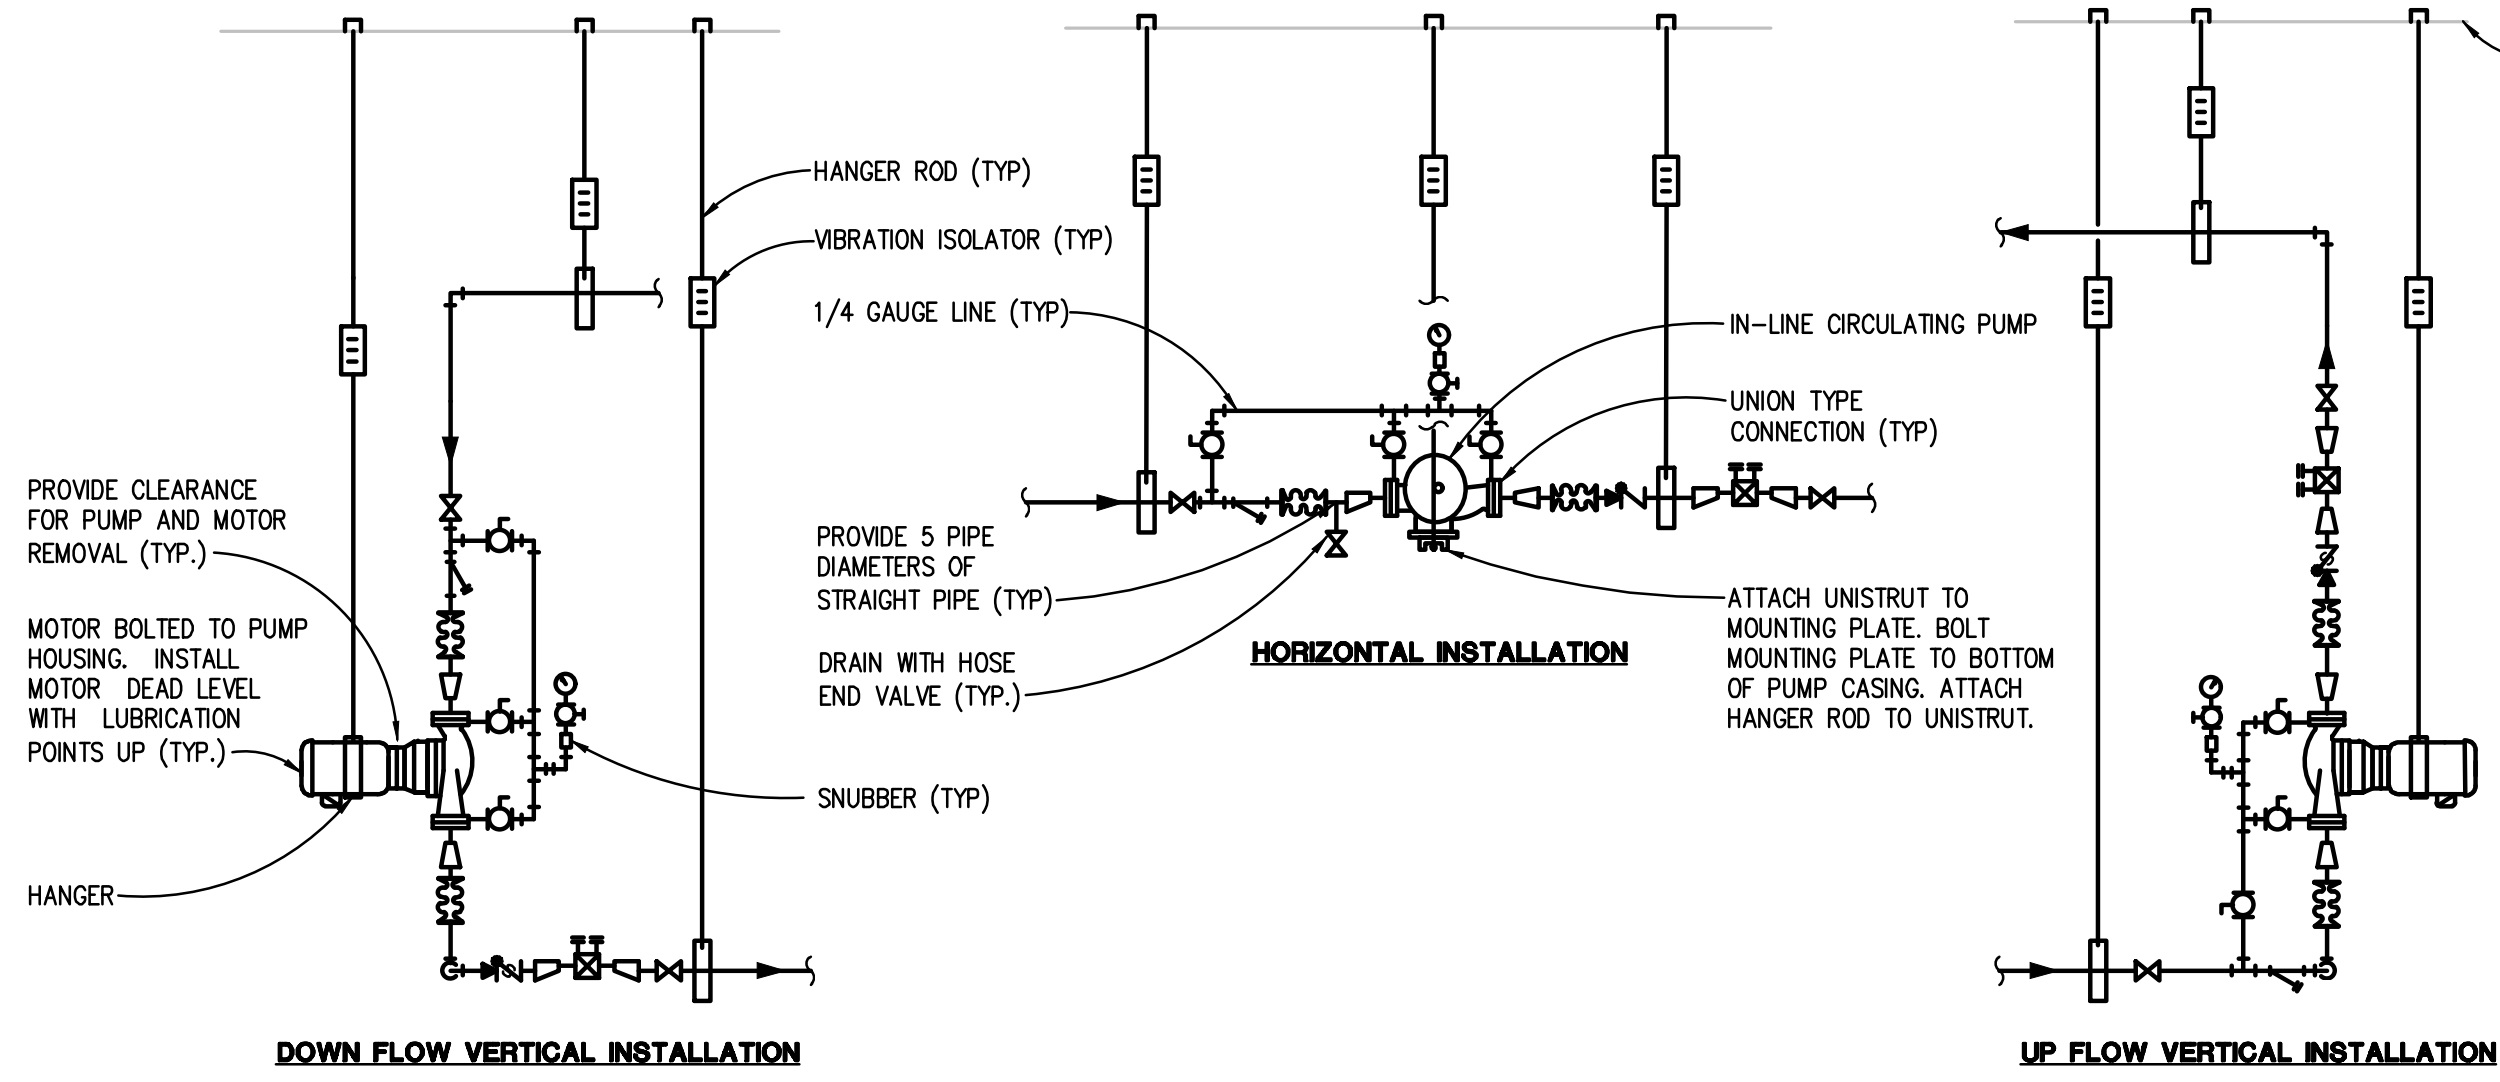 PROVIDE CLEARANCE
FOR PUMP AND MOTOR
REMOVAL (TYP.)
MOTOR BOLTED TO PUMP
HOUSING. INSTALL
MOTOR DEAD LEVEL
WITH LUBRICATION
POINTS UP (TYP.)
HANGER
DOWN FLOW VERTICAL INSTALLATION
HANGER ROD (TYP)
VIBRATION ISOLATOR (TYP)
1/4 GAUGE LINE (TYP)
PROVIDE 5 PIPE
DIAMETERS OF
STRAIGHT PIPE (TYP)
DRAIN WITH HOSE
END VALVE (TYP.)
SNUBBER (TYP)
HORIZONTAL INSTALLATION
IN-LINE CIRCULATING PUMP
UNION TYPE
CONNECTION (TYP)
ATTACH UNISTRUT TO
MOUNTING PLATE. BOLT
MOUNTING PLATE TO BOTTOM
OF PUMP CASING. ATTACH
HANGER ROD TO UNISTRUT.
UP FLOW VERTICAL INSTALLATION